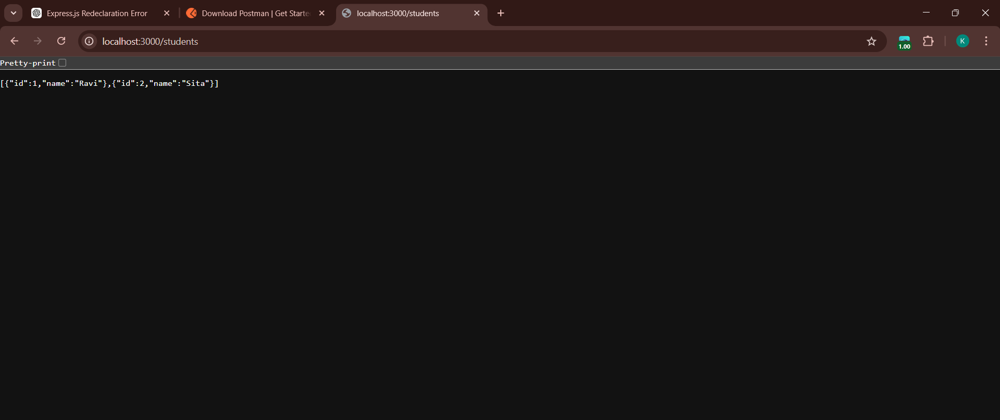 Express.js Redeclaration Error
Download Postman | Get Starte
localhost:3000/students
localhost:3000/students
1.00
K
Pretty-print
[{"id":1,"name":"Ravi"},{"id":2,"name":"Sita"}]